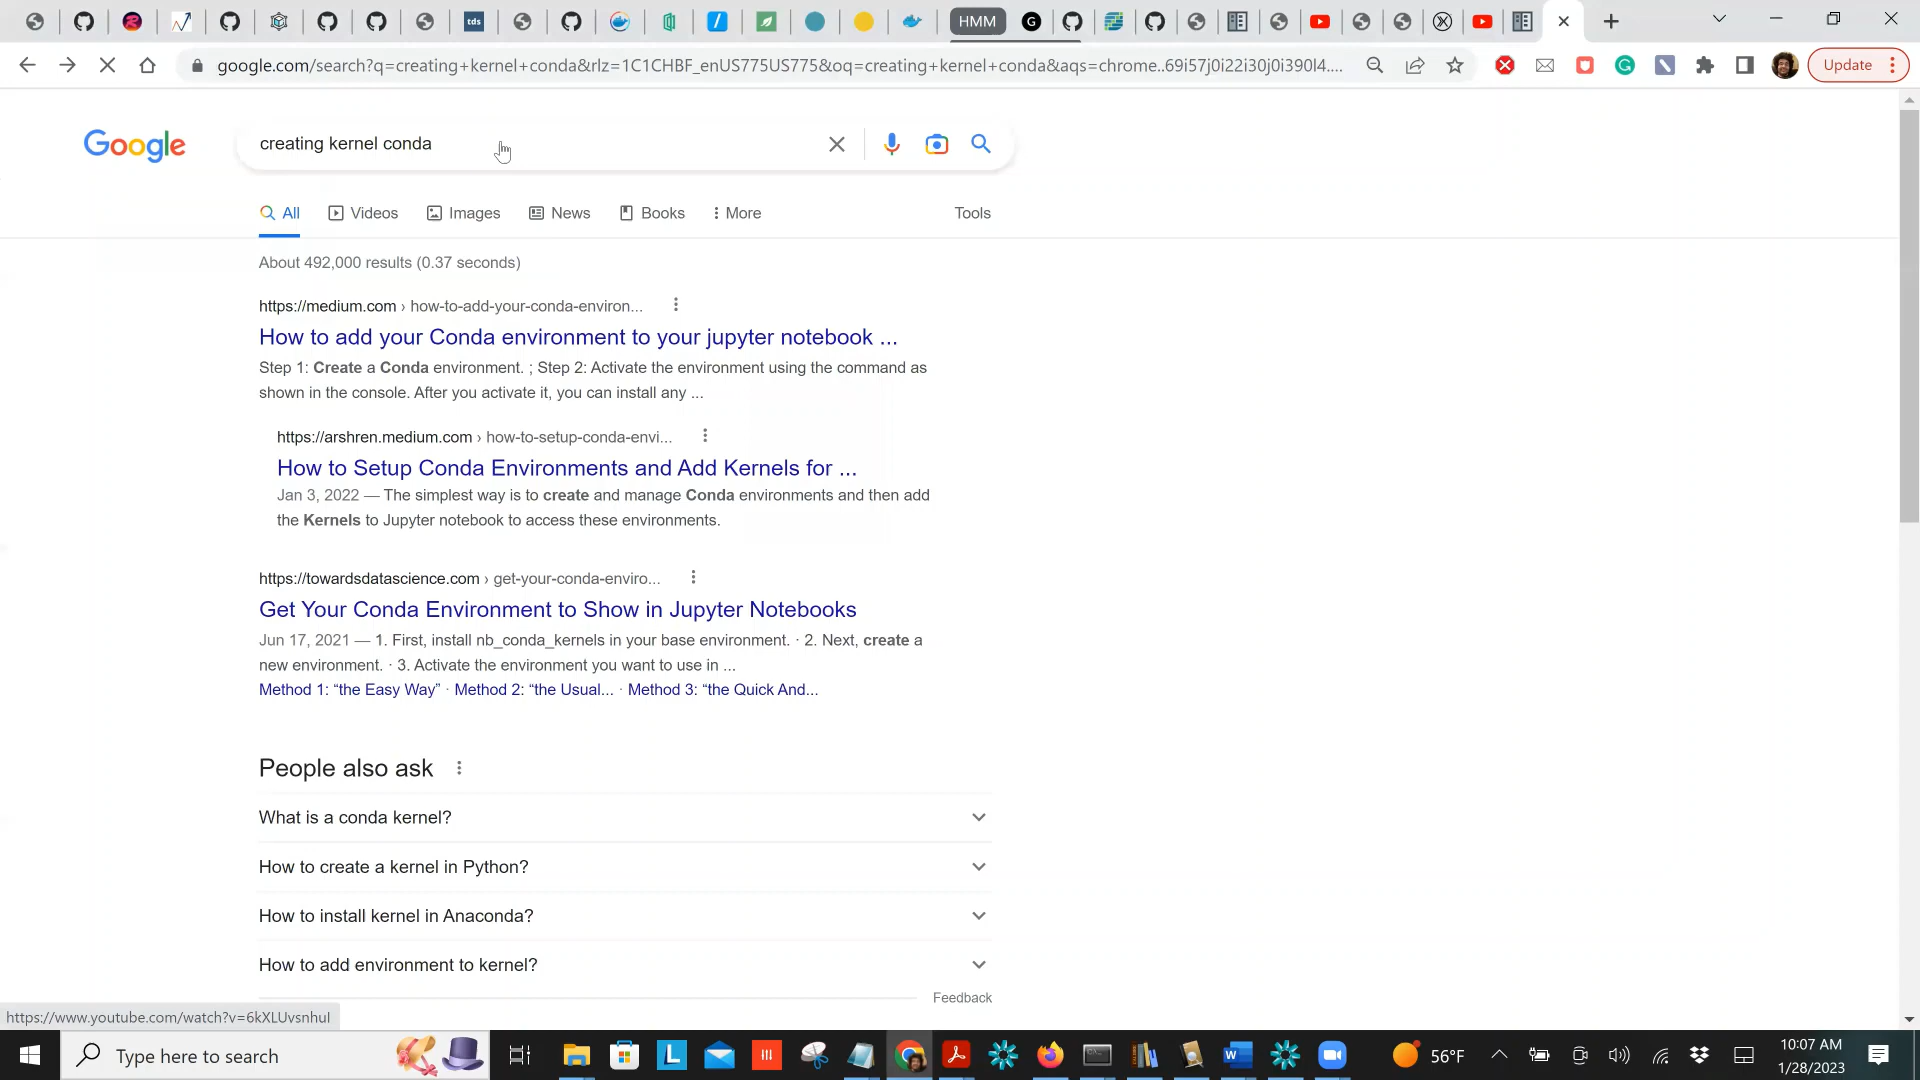 tds
HMM
G
google.com/search?q=creating+kernel+conda&rlz=1C1CHBF_enUS775US775&oq=creating+kernel+conda&aqs=chrome..69i57j0i22i30j0i390l4....
Update
Google
creating kernel conda
All
Videos
Images
News
Books
More
Tools
About 492,000 results (0.37 seconds)
https://medium.com › how-to-add-your-conda-environ...
How to add your Conda environment to your jupyter notebook ...
Step 1: Create a Conda environment. ; Step 2: Activate the environment using the command as
shown in the console. After you activate it, you can install any ...
https://arshren.medium.com › how-to-setup-conda-envi...
How to Setup Conda Environments and Add Kernels for ...
Jan 3, 2022 — The simplest way is to create and manage Conda environments and then add
the Kernels to Jupyter notebook to access these environments.
https://towardsdatascience.com › get-your-conda-enviro...
Get Your Conda Environment to Show in Jupyter Notebooks
Jun 17, 2021 — 1. First, install nb_conda_kernels in your base environment. · 2. Next, create a
new environment. · 3. Activate the environment you want to use in ...
Method 1: “the Easy Way” · Method 2: “the Usual... · Method 3: “the Quick And...
People also ask
What is a conda kernel?
How to create a kernel in Python?
How to install kernel in Anaconda?
How to add environment to kernel?
Feedback
https://www.youtube.com/watch?v=6kXLUvsnhuI
Type here to search
L
W
56°F
10:07 AM
1/28/2023